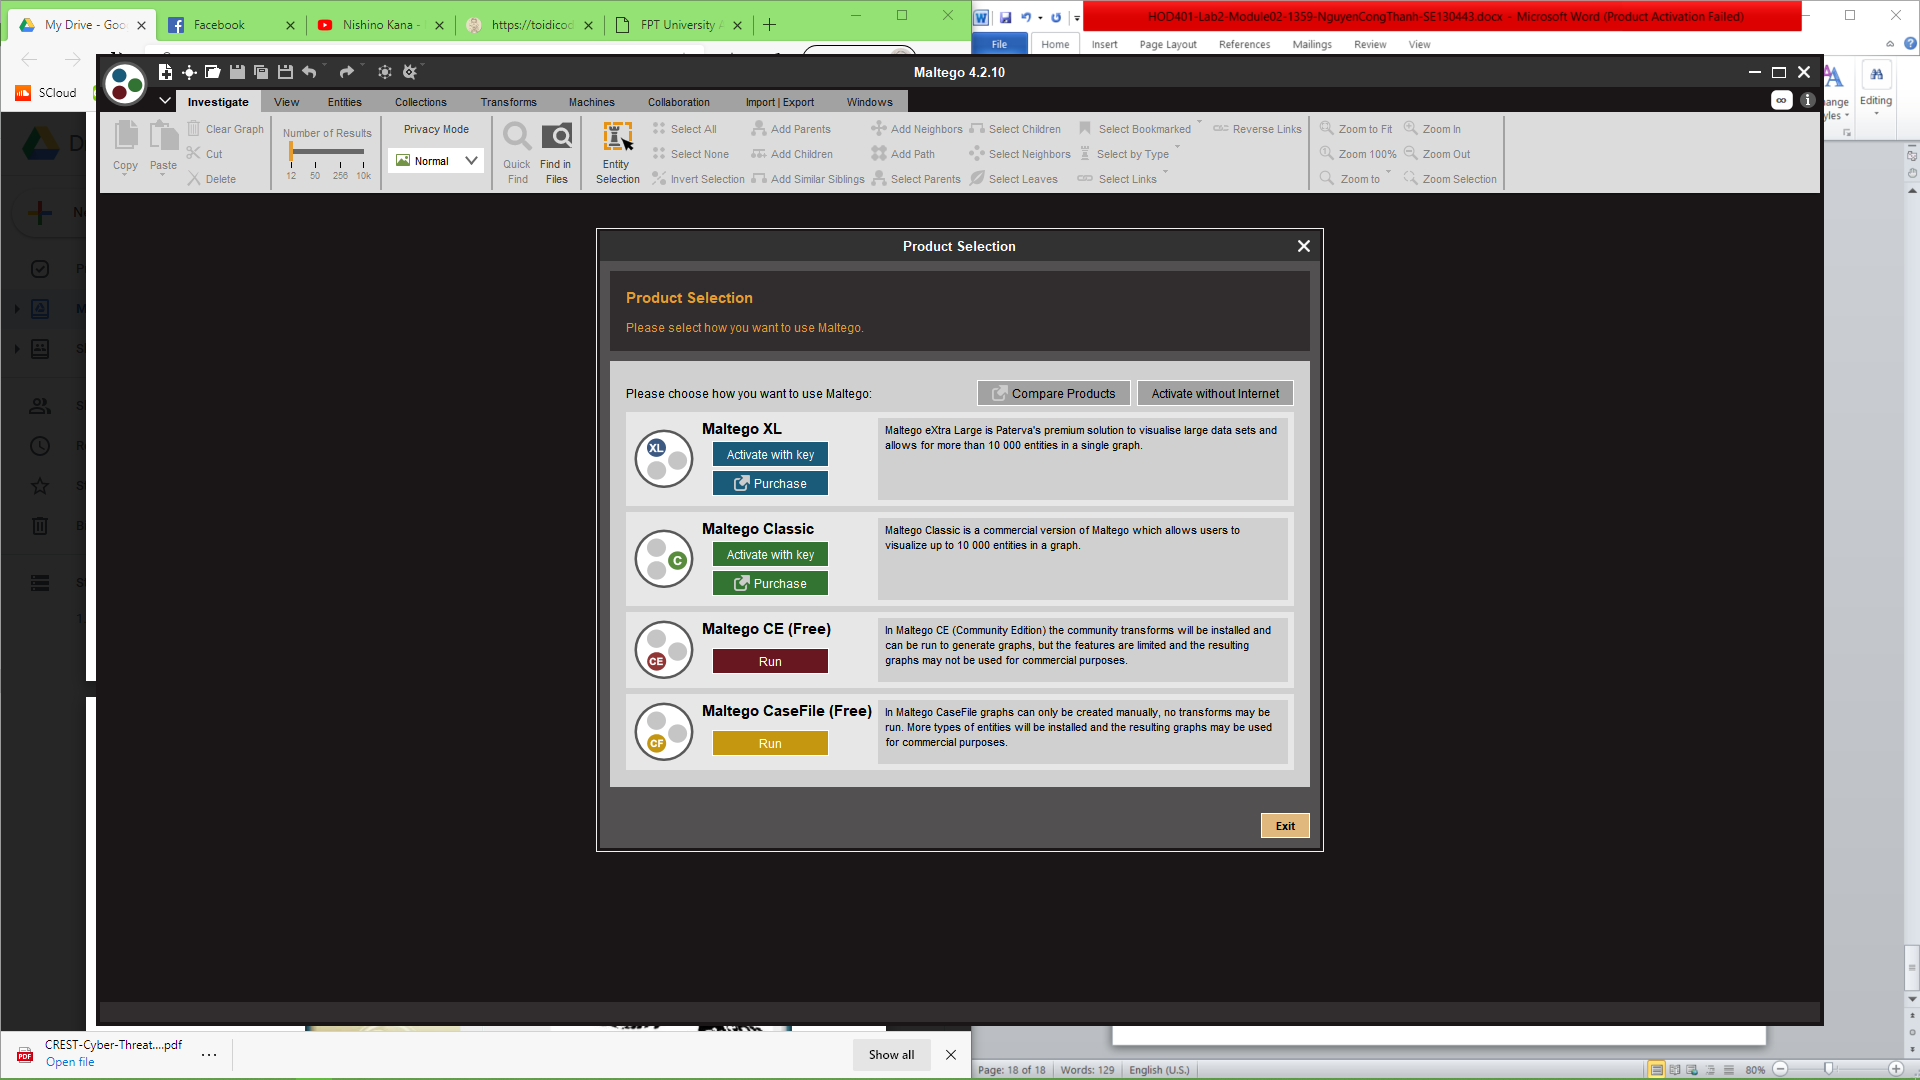 My Drive - Goo
Facebook
Nishino Kana -
https://toidicod
FPT University A
HOD401-Lab2-Module02-1359-NguyenCongThanh-SE130443.docx - Microsoft Word (Product Activation Failed)
File Home Insert Page Layout References Mailings Review View
SCloud
Editing
Maltego 4.2.10
Investigate View Entities Collections Transforms Machines Collaboration Import | Export Windows
Copy
Paste
Clear Graph
Cut
Delete
Number of Results
12 50 256 10k
Privacy Mode
Normal
Quick Find
Find in Files
Entity Selection
Select All
Select None
Invert Selection
Add Parents
Add Children
Add Similar Siblings
Add Neighbors
Add Path
Select Parents
Select Children
Select Neighbors
Select Leaves
Select Bookmarked
Select by Type
Select Links
Reverse Links
Zoom to Fit
Zoom 100%
Zoom to
Zoom In
Zoom Out
Zoom Selection
Product Selection
Product Selection
Please select how you want to use Maltego.
Please choose how you want to use Maltego:
Compare Products
Activate without Internet
XL
Maltego XL
Activate with key
Purchase
Maltego eXtra Large is Paterva's premium solution to visualise large data sets and
allows for more than 10 000 entities in a single graph.
C
Maltego Classic
Activate with key
Purchase
Maltego Classic is a commercial version of Maltego which allows users to
visualize up to 10 000 entities in a graph.
CE
Maltego CE (Free)
Run
In Maltego CE (Community Edition) the community transforms will be installed and
can be run to generate graphs, but the features are limited and the resulting
graphs may not be used for commercial purposes.
CF
Maltego CaseFile (Free)
Run
In Maltego CaseFile graphs can only be created manually, no transforms may be
run. More types of entities will be installed and the resulting graphs may be used
for commercial purposes.
Exit
CREST-Cyber-Threat....pdf
Open file
Show all
Page: 18 of 18
Words: 129
English (U.S.)
80%